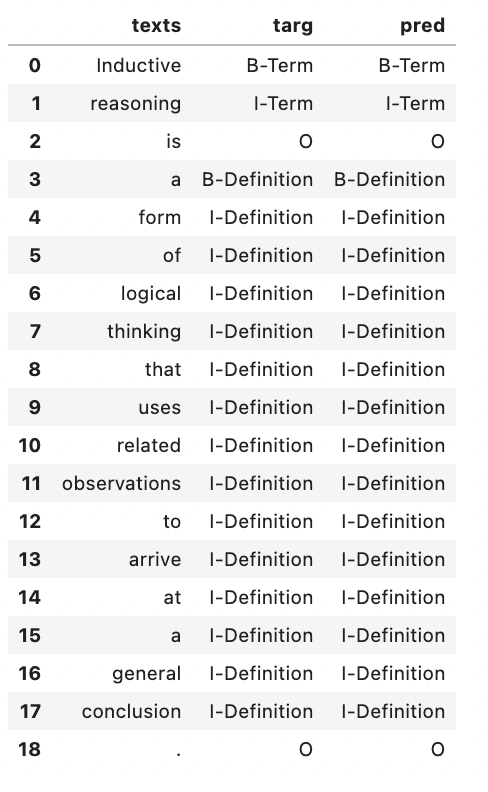 texts targ pred
0 Inductive B-Term B-Term
1 reasoning I-Term I-Term
2 is O O
3 a B-Definition B-Definition
4 form I-Definition I-Definition
5 of I-Definition I-Definition
6 logical I-Definition I-Definition
7 thinking I-Definition I-Definition
8 that I-Definition I-Definition
9 uses I-Definition I-Definition
10 related I-Definition I-Definition
11 observations I-Definition I-Definition
12 to I-Definition I-Definition
13 arrive I-Definition I-Definition
14 at I-Definition I-Definition
15 a I-Definition I-Definition
16 general I-Definition I-Definition
17 conclusion I-Definition I-Definition
18 . O O